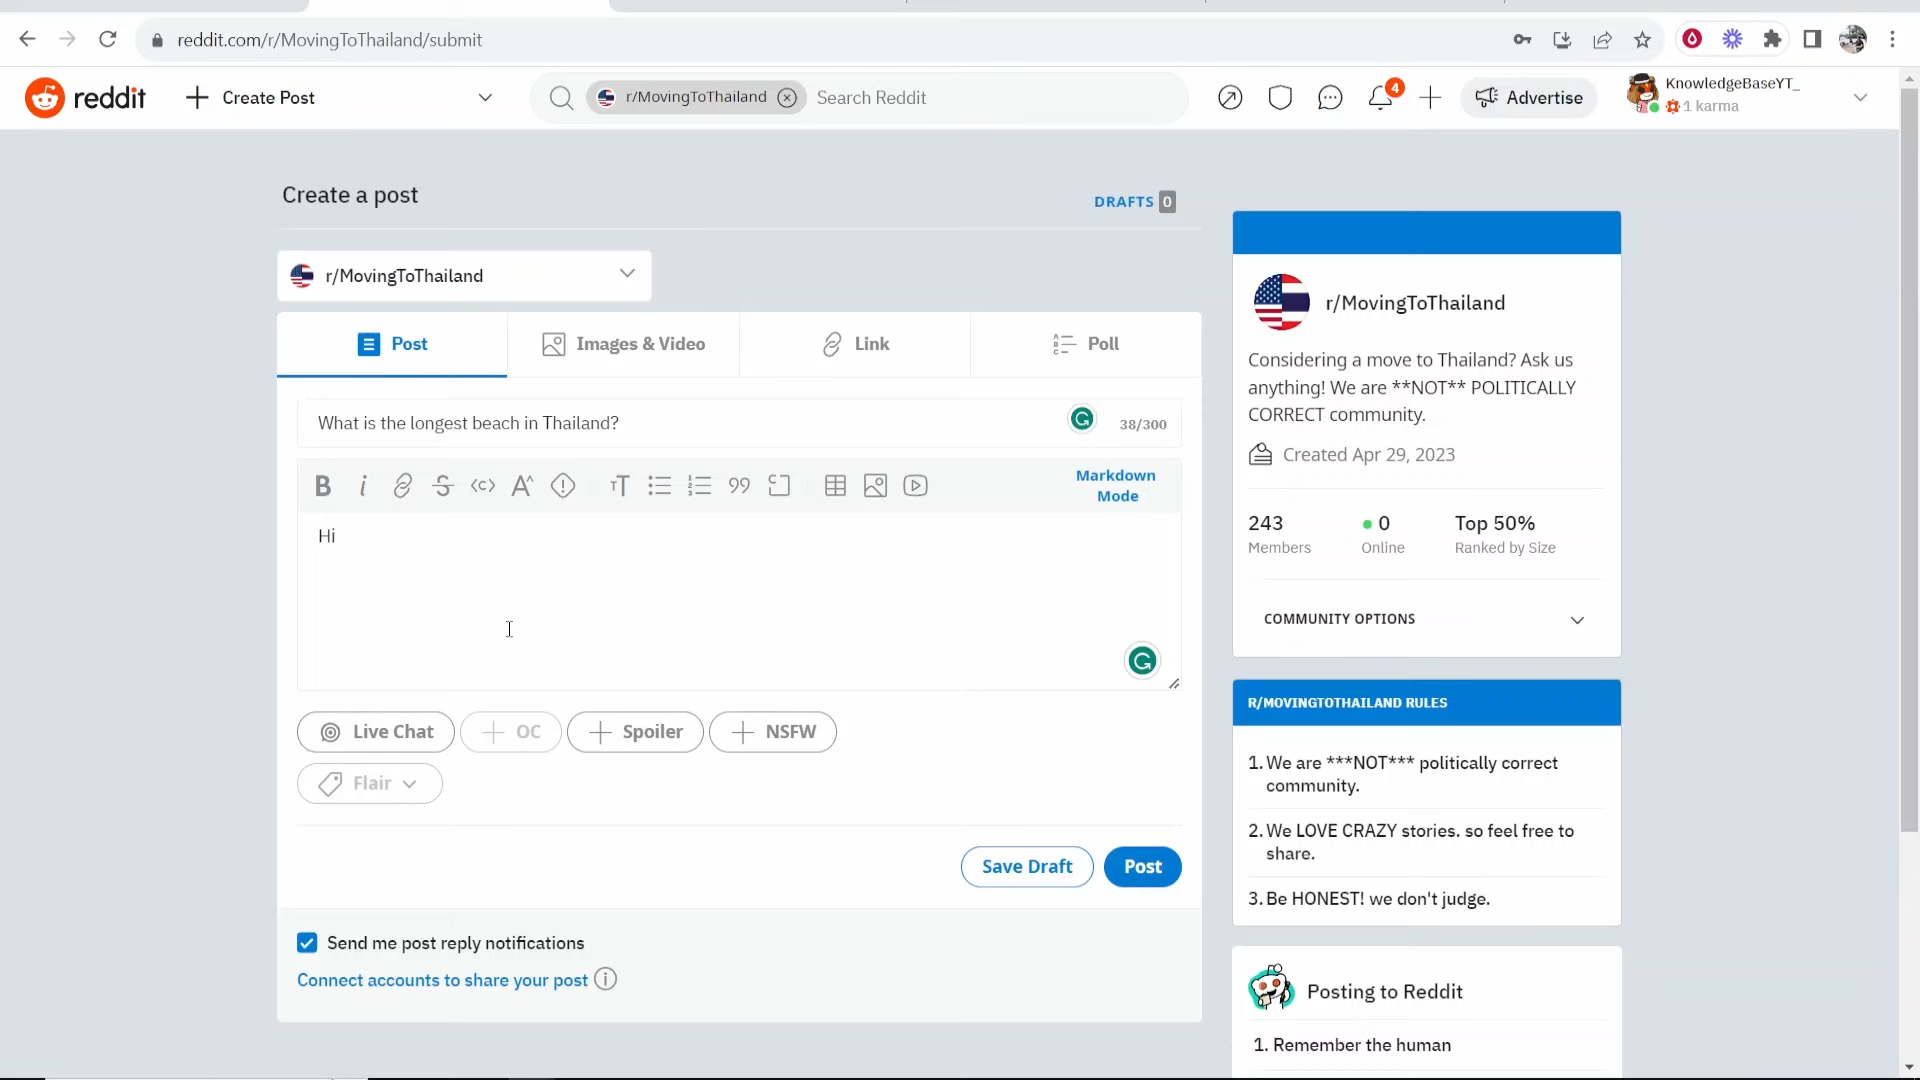 reddit.com/r/MovingToThailand/submit
reddit
Create Post
r/MovingToThailand
Search Reddit
4
Advertise
KnowledgeBaseYT_
1 karma
Create a post
DRAFTS 0
r/MovingToThailand
Post
Images & Video
Link
Poll
What is the longest beach in Thailand?
38/300
Markdown
Mode
Hi
Live Chat
OC
Spoiler
NSFW
Flair
Save Draft
Post
Send me post reply notifications
Connect accounts to share your post
r/MovingToThailand
Considering a move to Thailand? Ask us
anything! We are **NOT** POLITICALLY
CORRECT community.
Created Apr 29, 2023
243
0
Top 50%
Members
Online
Ranked by Size
COMMUNITY OPTIONS
R/MOVINGTOTHAILAND RULES
1. We are ***NOT*** politically correct
community.
2. We LOVE CRAZY stories. so feel free to
share.
3. Be HONEST! we don't judge.
Posting to Reddit
1. Remember the human